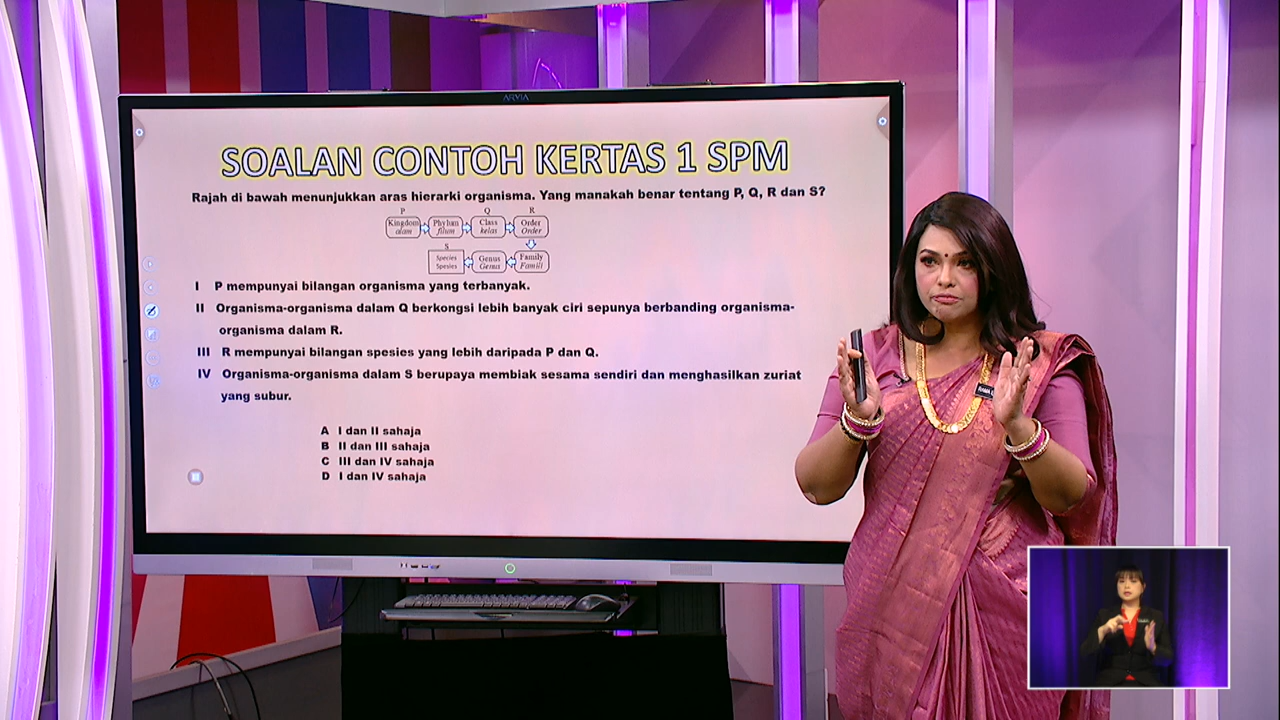 ARVIA
SOALAN CONTOH KERTAS 1 SPM
Rajah di bawah menunjukkan aras hierarki organisma. Yang manakah benar tentang P, Q, R dan S?
P Q R
Kingdom Phylum Class Order
alam filum kelas Order
S
Species Genus Family
Spesies Genus Famili
I P mempunyai bilangan organisma yang terbanyak.
II Organisma-organisma dalam Q berkongsi lebih banyak ciri sepunya berbanding organisma-
organisma dalam R.
III R mempunyai bilangan spesies yang lebih daripada P dan Q.
IV Organisma-organisma dalam S berupaya membiak sesama sendiri dan menghasilkan zuriat
yang subur.
A I dan II sahaja
B II dan III sahaja
C III dan IV sahaja
D I dan IV sahaja